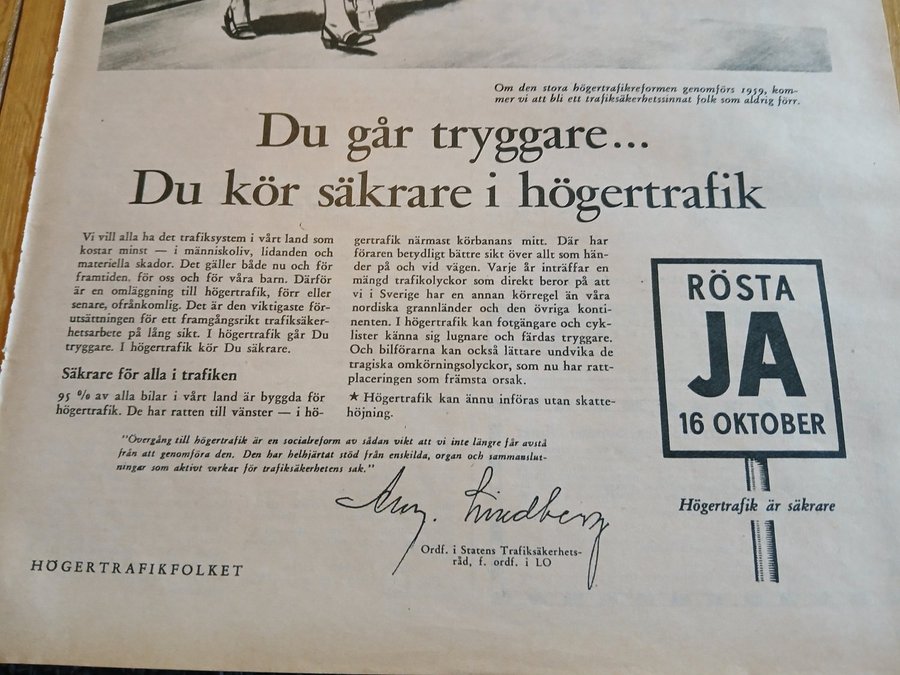 Om den stora högertrafikreformen genomförs 1959, kom-
mer vi att bli ett trafiksäkerhetssinnat folk som aldrig förr.
Du går tryggare...
Du kör säkrare i högertrafik
Vi vill alla ha det trafiksystem i vårt land som
kostar minst — i människoliv, lidanden och
materiella skador. Det gäller både nu och för
framtiden, för oss och för våra barn. Därför
är en omläggning till högertrafik, förr eller
senare, ofrånkomlig. Det är den viktigaste för-
utsättningen för ett framgångsrikt trafiksäker-
hetsarbete på lång sikt. I högertrafik går Du
tryggare. I högertrafik kör Du säkrare.
Säkrare för alla i trafiken
95 % av alla bilar i vårt land är byggda för
högertrafik. De har ratten till vänster — i hö-
gertrafik närmast körbanans mitt. Där har
föraren betydligt bättre sikt över allt som hän-
der på och vid vägen. Varje år inträffar en
mängd trafikolyckor som direkt beror på att
vi i Sverige har en annan körregel än våra
nordiska grannländer och den övriga konti-
nenten. I högertrafik kan fotgängare och cyk-
lister känna sig lugnare och färdas tryggare.
Och bilförarna kan också lättare undvika de
tragiska omkörningsolyckor, som nu har ratt-
placeringen som främsta orsak.
★ Högertrafik kan ännu införas utan skatte-
höjning.
RÖSTA
JA
16 OKTOBER
Högertrafik är säkrare
"Övergång till högertrafik är en socialreform av sådan vikt att vi inte längre får avstå
från att genomföra den. Den har helhjärtat stöd från enskilda, organ och sammanslut-
ningar som aktivt verkar för trafiksäkerhetens sak."
Aug. Lindberg
Ordf. i Statens Trafiksäkerhets-
råd, f. ordf. i LO
HÖGERTRAFIKFOLKET